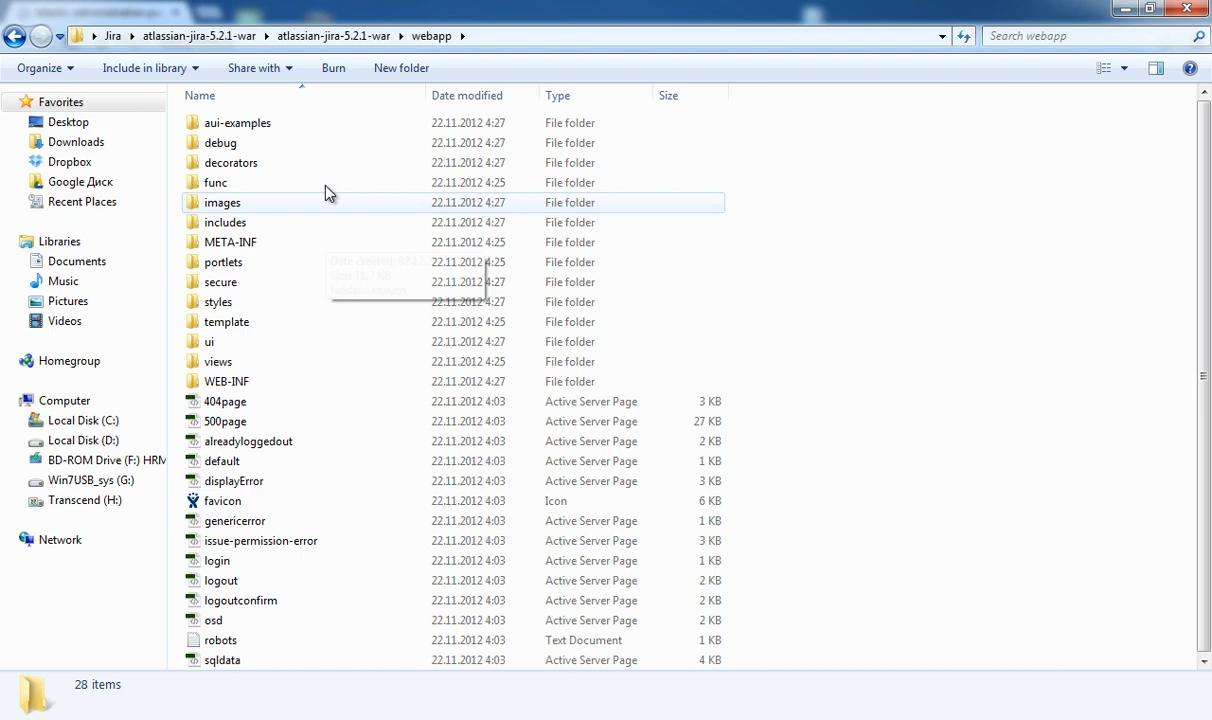 Jira atlassian-jira-5.2.1-war atlassian-jira-5.2.1-war webapp Search webapp
Organize Include in library Share with Burn New folder
Name Date modified Type Size
Favorites
Desktop
Downloads
Dropbox
Google Диск
Recent Places
Libraries
Documents
Music
Pictures
Videos
Homegroup
Computer
Local Disk (C:)
Local Disk (D:)
BD-ROM Drive (F:) HRM
Win7USB_sys (G:)
Transcend (H:)
Network
aui-examples 22.11.2012 4:27 File folder
debug 22.11.2012 4:27 File folder
decorators 22.11.2012 4:27 File folder
func 22.11.2012 4:25 File folder
images 22.11.2012 4:27 File folder
includes 22.11.2012 4:27 File folder
META-INF 22.11.2012 4:25 File folder
portlets 22.11.2012 4:25 File folder
secure 22.11.2012 4:27 File folder
styles 22.11.2012 4:27 File folder
template 22.11.2012 4:27 File folder
ui 22.11.2012 4:27 File folder
views 22.11.2012 4:25 File folder
WEB-INF 22.11.2012 4:27 File folder
404page 22.11.2012 4:03 Active Server Page 3 KB
500page 22.11.2012 4:03 Active Server Page 27 KB
alreadyloggedout 22.11.2012 4:03 Active Server Page 2 KB
default 22.11.2012 4:03 Active Server Page 1 KB
displayError 22.11.2012 4:03 Active Server Page 3 KB
favicon 22.11.2012 4:03 Icon 6 KB
genericerror 22.11.2012 4:03 Active Server Page 1 KB
issue-permission-error 22.11.2012 4:03 Active Server Page 3 KB
login 22.11.2012 4:03 Active Server Page 1 KB
logout 22.11.2012 4:03 Active Server Page 2 KB
logoutconfirm 22.11.2012 4:03 Active Server Page 2 KB
osd 22.11.2012 4:03 Active Server Page 2 KB
robots 22.11.2012 4:03 Text Document 1 KB
sqldata 22.11.2012 4:03 Active Server Page 4 KB
28 items